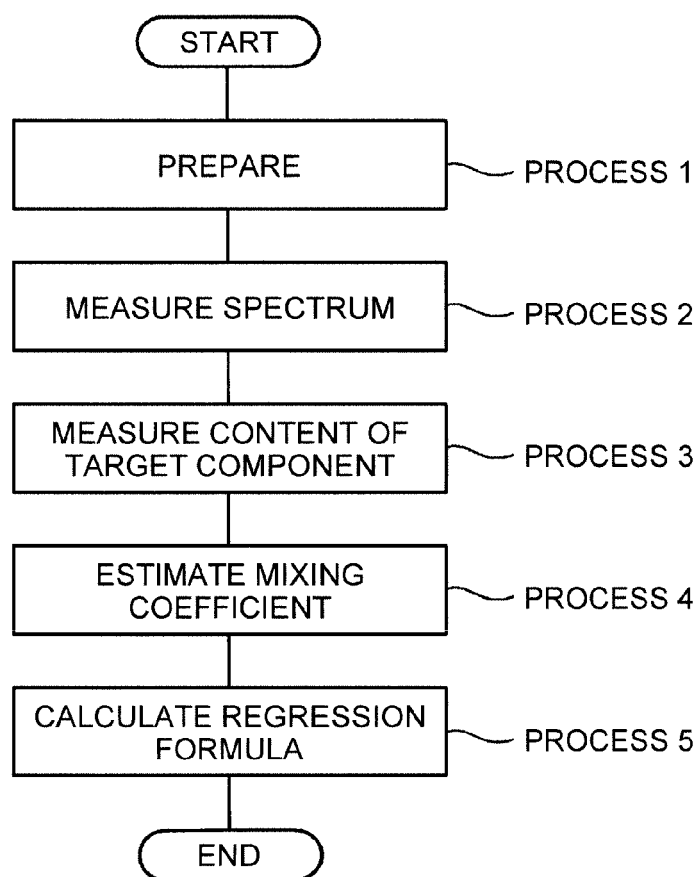 START
PREPARE
PROCESS 1
MEASURE SPECTRUM
PROCESS 2
MEASURE CONTENT OF
TARGET COMPONENT
PROCESS 3
ESTIMATE MIXING
COEFFICIENT
PROCESS 4
CALCULATE REGRESSION
FORMULA
PROCESS 5
END